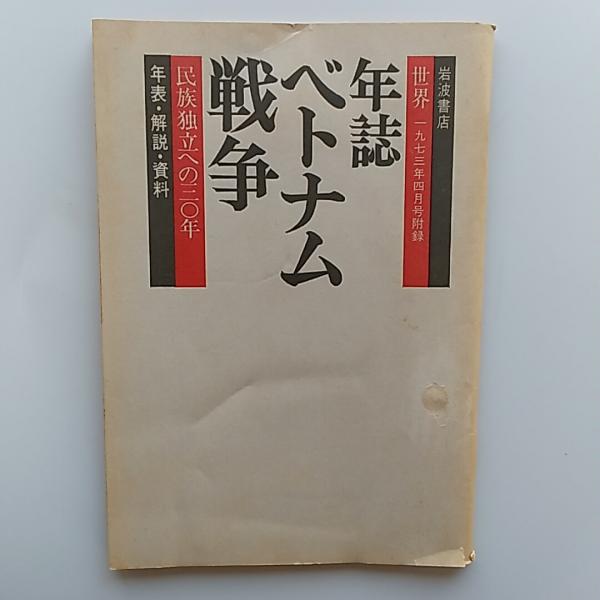 岩波書店
世界 一九七三年四月号附録
年誌
ベトナム
戦争
民族独立への三〇年
年表・解説・資料